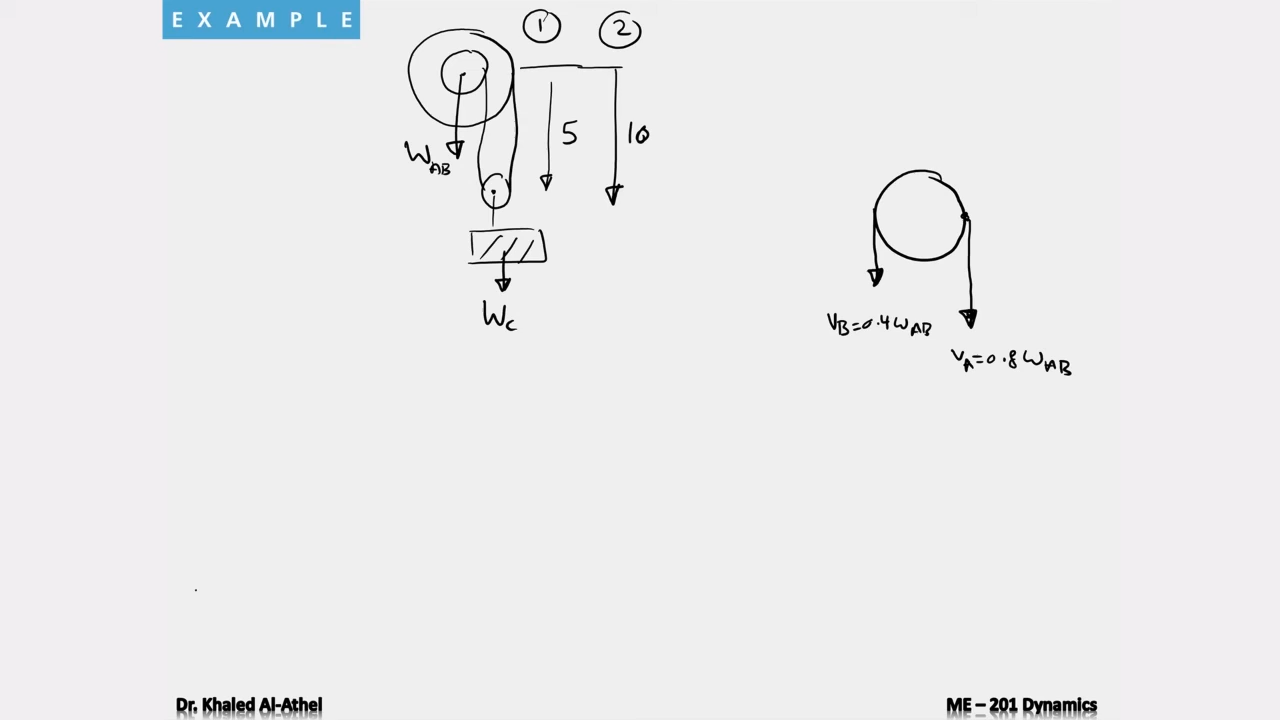 EXAMPLE
① ②
5
10
W_AB
W_C
V_B=0.4ω_AB
V_A=0.8ω_AB
Dr. Khaled Al-Athel
ME – 201 Dynamics